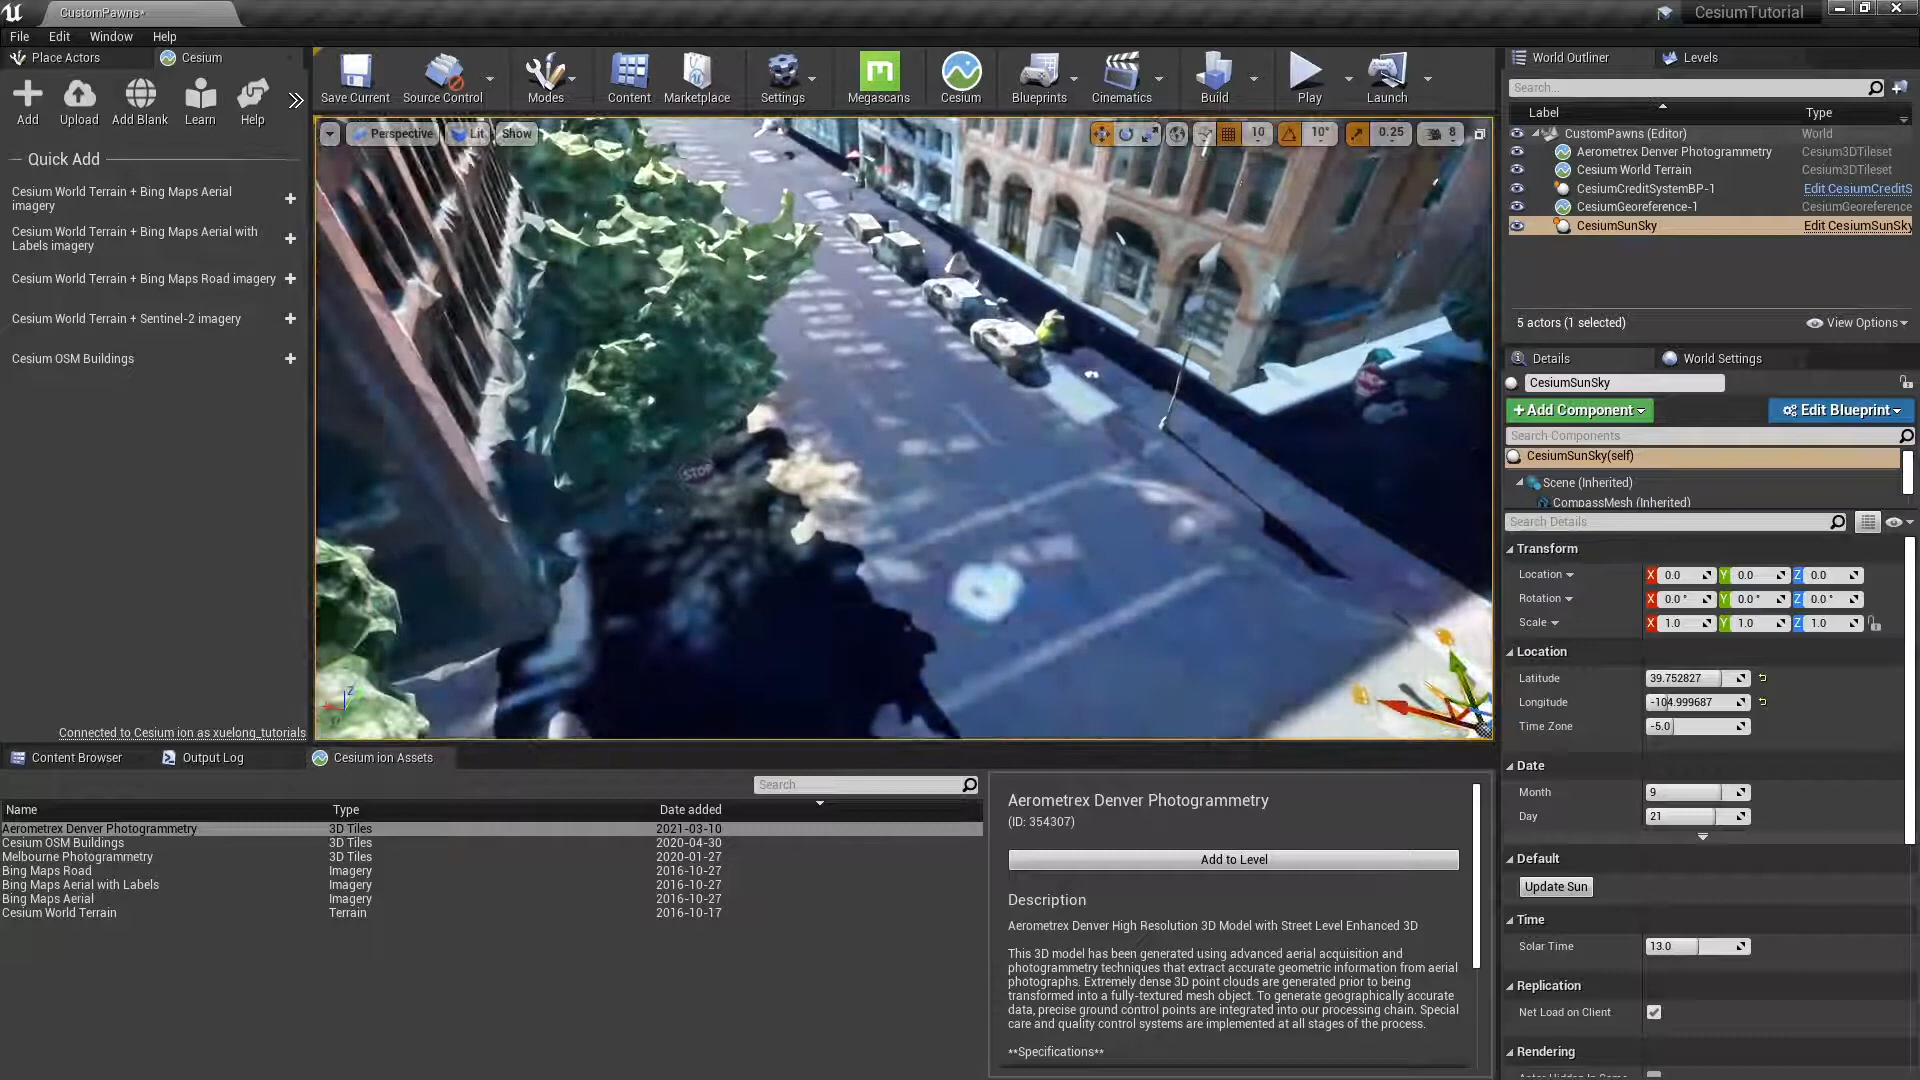 CustomPawns*
CesiumTutorial
File Edit Window Help
Place Actors
Cesium
Add Upload Add Blank Learn Help
Quick Add
Cesium World Terrain + Bing Maps Aerial
imagery
Cesium World Terrain + Bing Maps Aerial with
Labels imagery
Cesium World Terrain + Bing Maps Road imagery
Cesium World Terrain + Sentinel-2 imagery
Cesium OSM Buildings
Connected to Cesium ion as xuelong_tutorials
Save Current Source Control Modes Content Marketplace Settings Megascans Cesium Blueprints Cinematics Build Play Launch
Perspective Lit Show
10 10° 0.25 8
STOP
Z
World Outliner Levels
Search...
Label Type
CustomPawns (Editor) World
Aerometrex Denver Photogrammetry Cesium3DTileset
Cesium World Terrain Cesium3DTileset
CesiumCreditSystemBP-1 Edit CesiumCreditS
CesiumGeoreference-1 CesiumGeoreference
CesiumSunSky Edit CesiumSunSky
5 actors (1 selected) View Options
Details World Settings
CesiumSunSky
+Add Component Edit Blueprint
Search Components
CesiumSunSky(self)
Scene (Inherited)
CompassMesh (Inherited)
Search Details
Transform
Location X 0.0 Y 0.0 Z 0.0
Rotation X 0.0° Y 0.0° Z 0.0°
Scale X 1.0 Y 1.0 Z 1.0
Location
Latitude 39.752827
Longitude -104.999687
Time Zone -5.0
Date
Month 9
Day 21
Default
Update Sun
Time
Solar Time 13.0
Replication
Net Load on Client
Rendering
Actor Hidden In Game
Content Browser Output Log Cesium ion Assets
Search
Name Type Date added
Aerometrex Denver Photogrammetry 3D Tiles 2021-03-10
Cesium OSM Buildings 3D Tiles 2020-04-30
Melbourne Photogrammetry 3D Tiles 2020-01-27
Bing Maps Road Imagery 2016-10-27
Bing Maps Aerial with Labels Imagery 2016-10-27
Bing Maps Aerial Imagery 2016-10-27
Cesium World Terrain Terrain 2016-10-17
Aerometrex Denver Photogrammetry
(ID: 354307)
Add to Level
Description
Aerometrex Denver High Resolution 3D Model with Street Level Enhanced 3D
This 3D model has been generated using advanced aerial acquisition and
photogrammetry techniques that extract accurate geometric information from aerial
photographs. Extremely dense 3D point clouds are generated prior to being
transformed into a fully-textured mesh object. To generate geographically accurate
data, precise ground control points are integrated into our processing chain. Special
care and quality control systems are implemented at all stages of the process.
**Specifications**